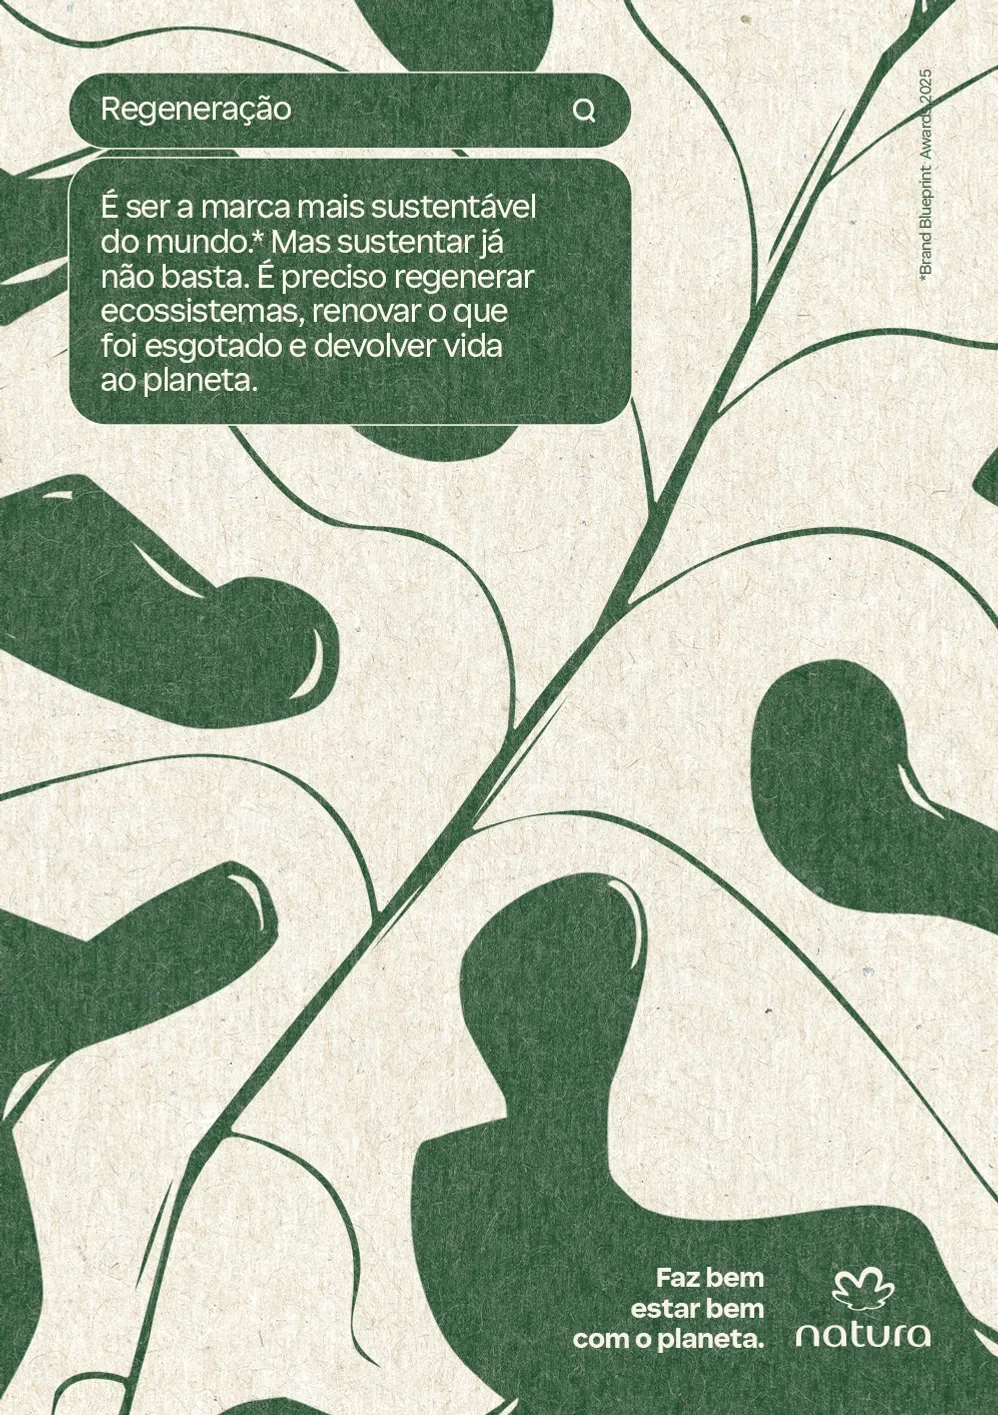 Regeneração
É ser a marca mais sustentável
do mundo.* Mas sustentar já
não basta. É preciso regenerar
ecossistemas, renovar o que
foi esgotado e devolver vida
ao planeta.
*Brand Blueprint Awards 2025
Faz bem
estar bem
com o planeta.
natura